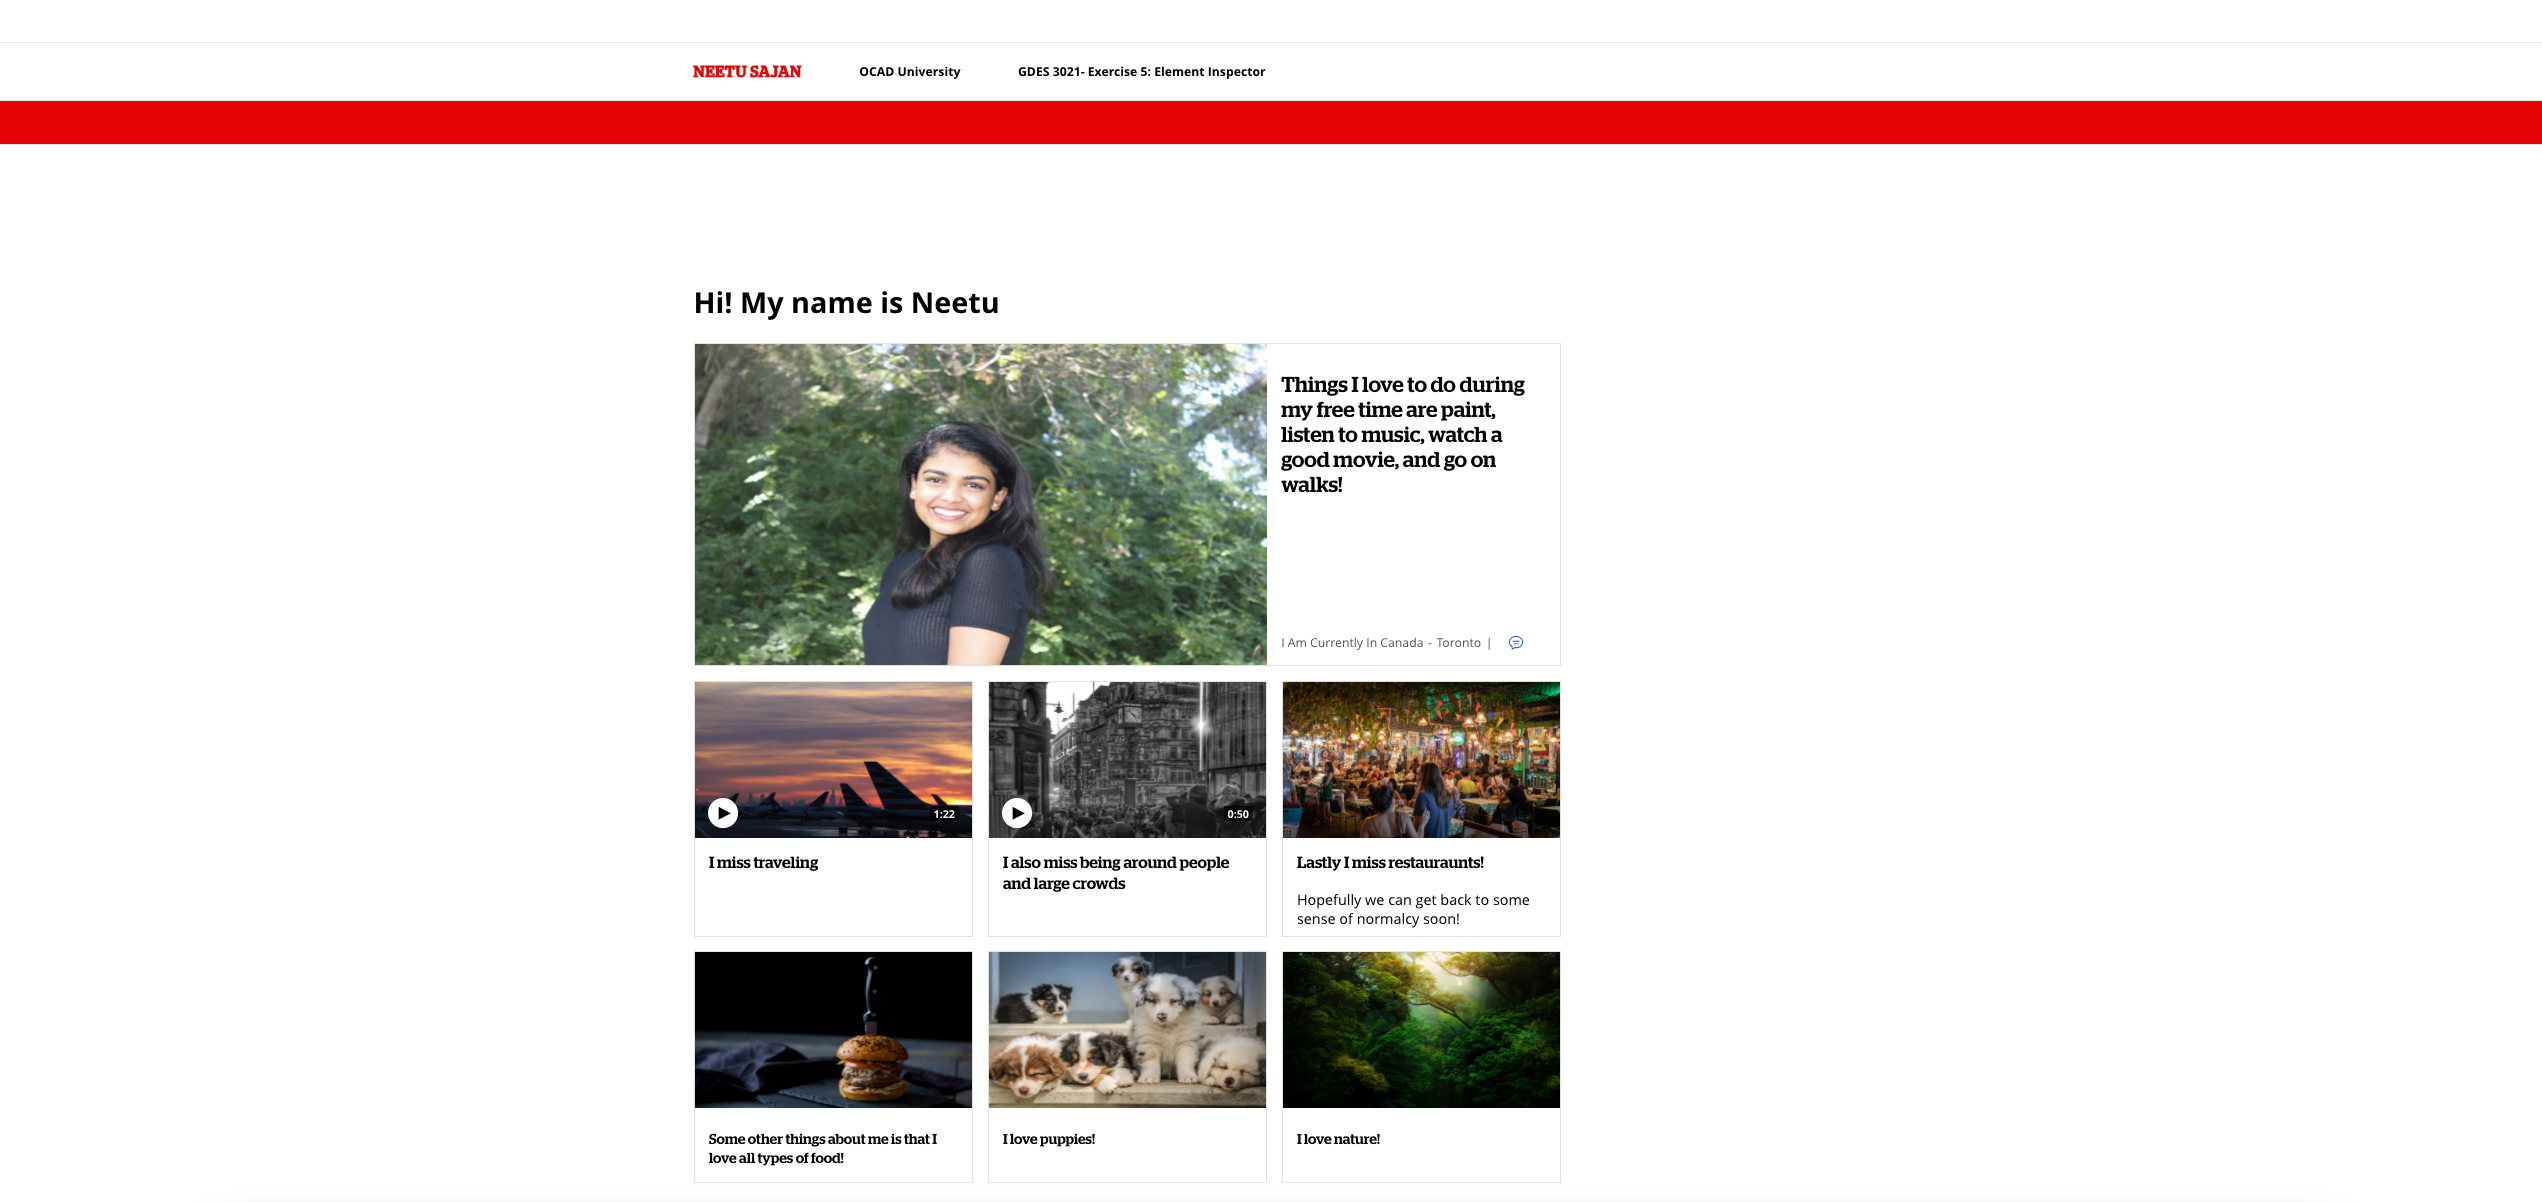 NEETU SAJAN
OCAD University
GDES 3021- Exercise 5: Element Inspector
Hi! My name is Neetu
Things I love to do during
my free time are paint,
listen to music, watch a
good movie, and go on
walks!
I Am Currently In Canada - Toronto |
1:22
0:50
I miss traveling
I also miss being around people
and large crowds
Lastly I miss restauraunts!
Hopefully we can get back to some
sense of normalcy soon!
Some other things about me is that I
love all types of food!
I love puppies!
I love nature!